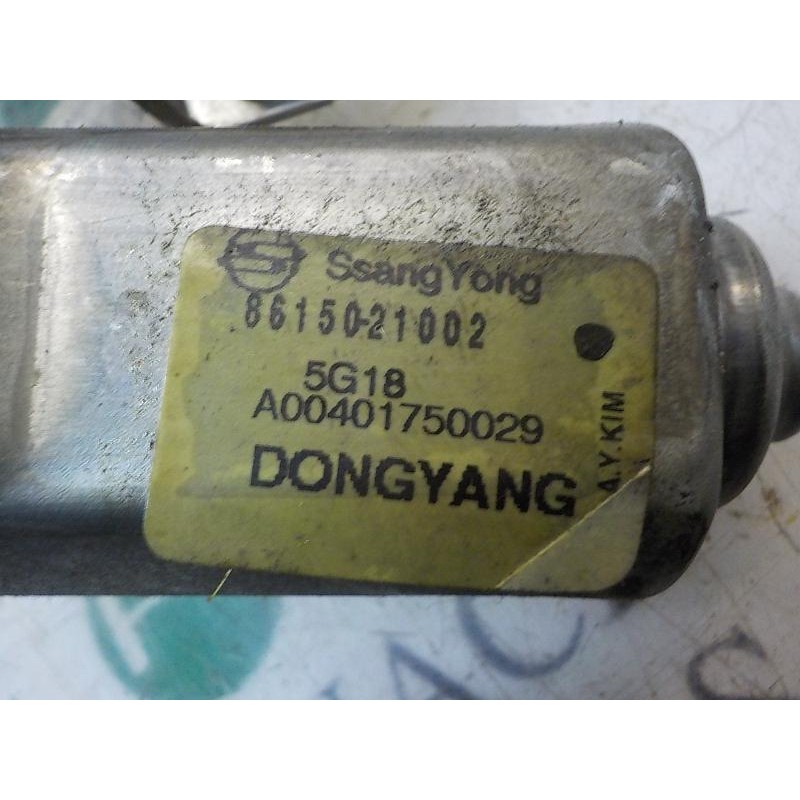 SsangYong
86150-21002
5G18
A00401750029
DONGYANG
A.Y.KIM